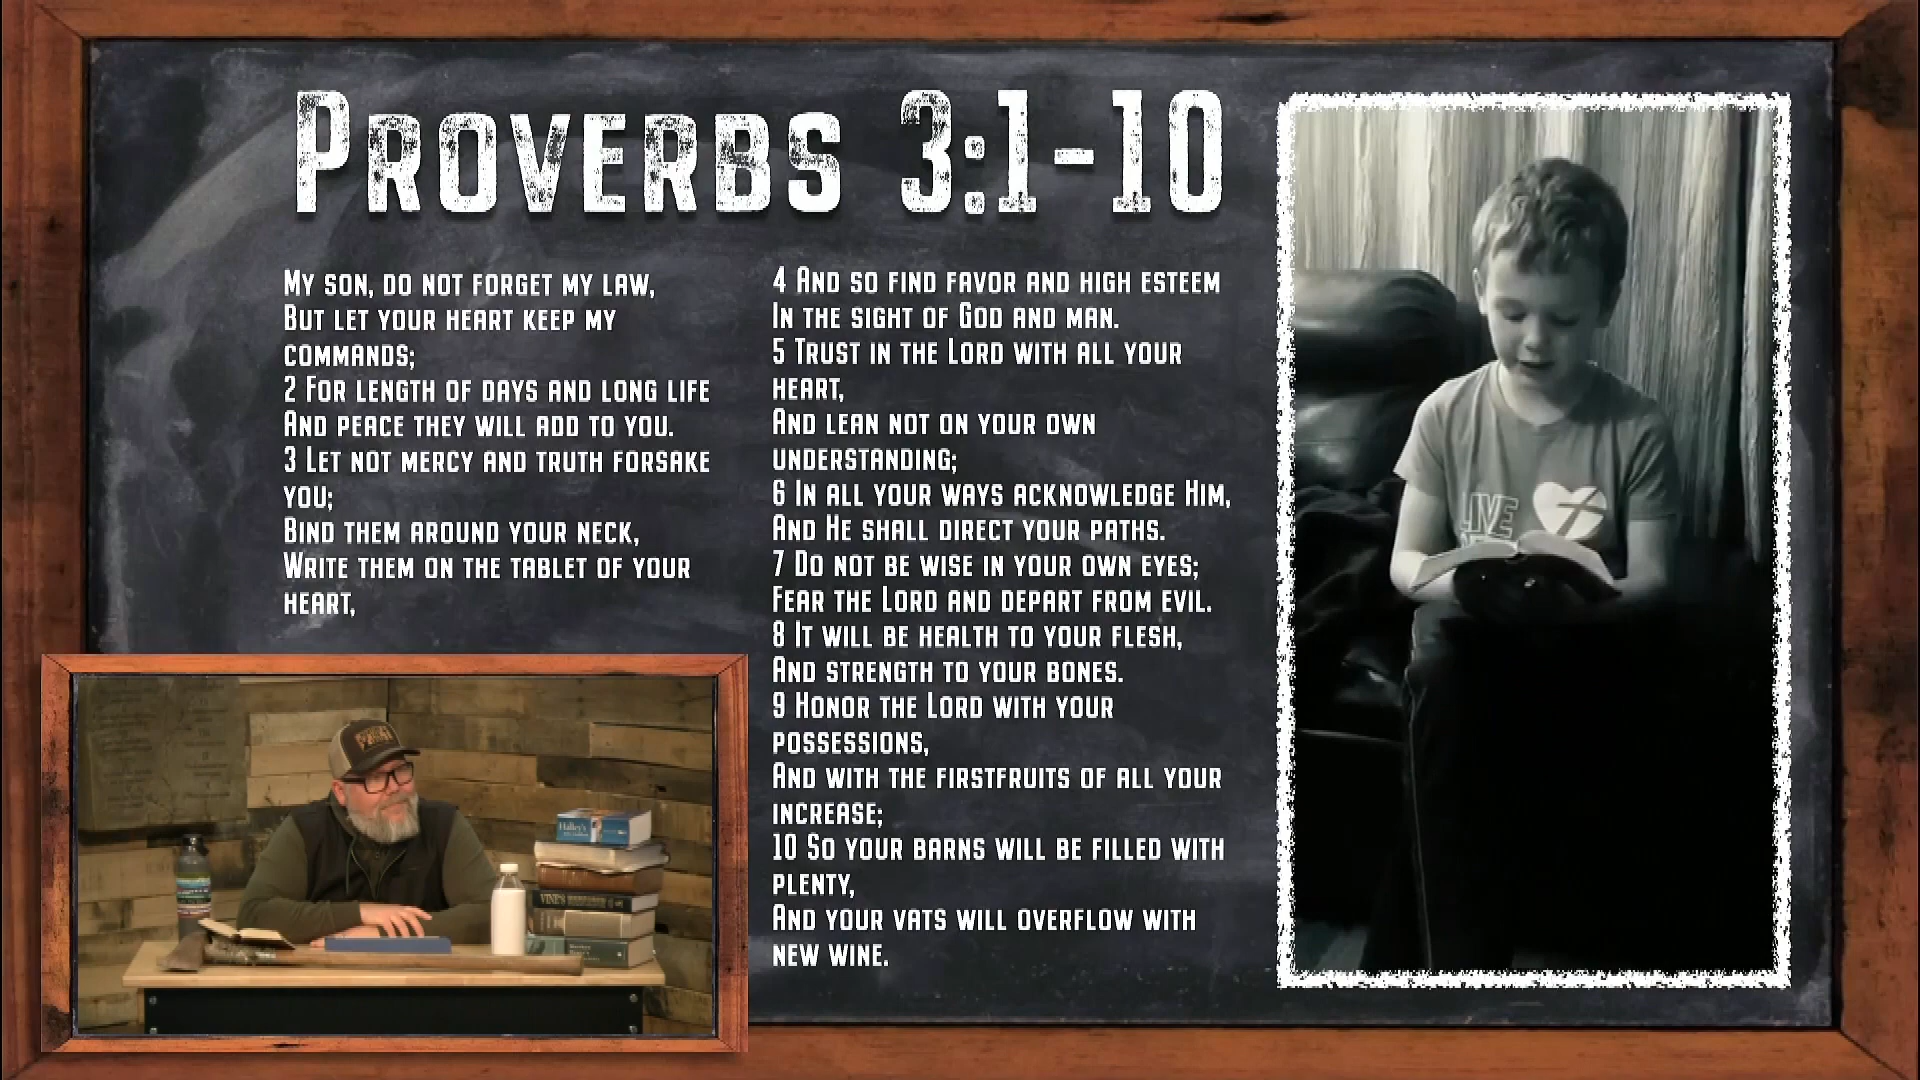 Proverbs 3:1-10
My son, do not forget my law,
But let your heart keep my
commands;
2 For length of days and long life
And peace they will add to you.
3 Let not mercy and truth forsake
you;
Bind them around your neck,
Write them on the tablet of your
heart,
4 And so find favor and high esteem
In the sight of God and man.
5 Trust in the Lord with all your
heart,
And lean not on your own
understanding;
6 In all your ways acknowledge Him,
And He shall direct your paths.
7 Do not be wise in your own eyes;
Fear the Lord and depart from evil.
8 It will be health to your flesh,
And strength to your bones.
9 Honor the Lord with your
possessions,
And with the firstfruits of all your
increase;
10 So your barns will be filled with
plenty,
And your vats will overflow with
new wine.
LIVE
Halley's
VINE'S